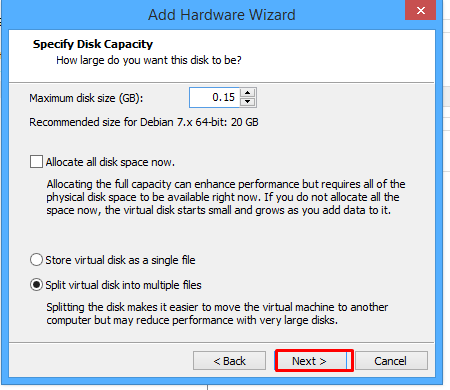 Add Hardware Wizard
Specify Disk Capacity
How large do you want this disk to be?
Maximum disk size (GB): 0.15
Recommended size for Debian 7.x 64-bit: 20 GB
Allocate all disk space now.
Allocating the full capacity can enhance performance but requires all of the
physical disk space to be available right now. If you do not allocate all the
space now, the virtual disk starts small and grows as you add data to it.
Store virtual disk as a single file
Split virtual disk into multiple files
Splitting the disk makes it easier to move the virtual machine to another
computer but may reduce performance with very large disks.
< Back Next > Cancel